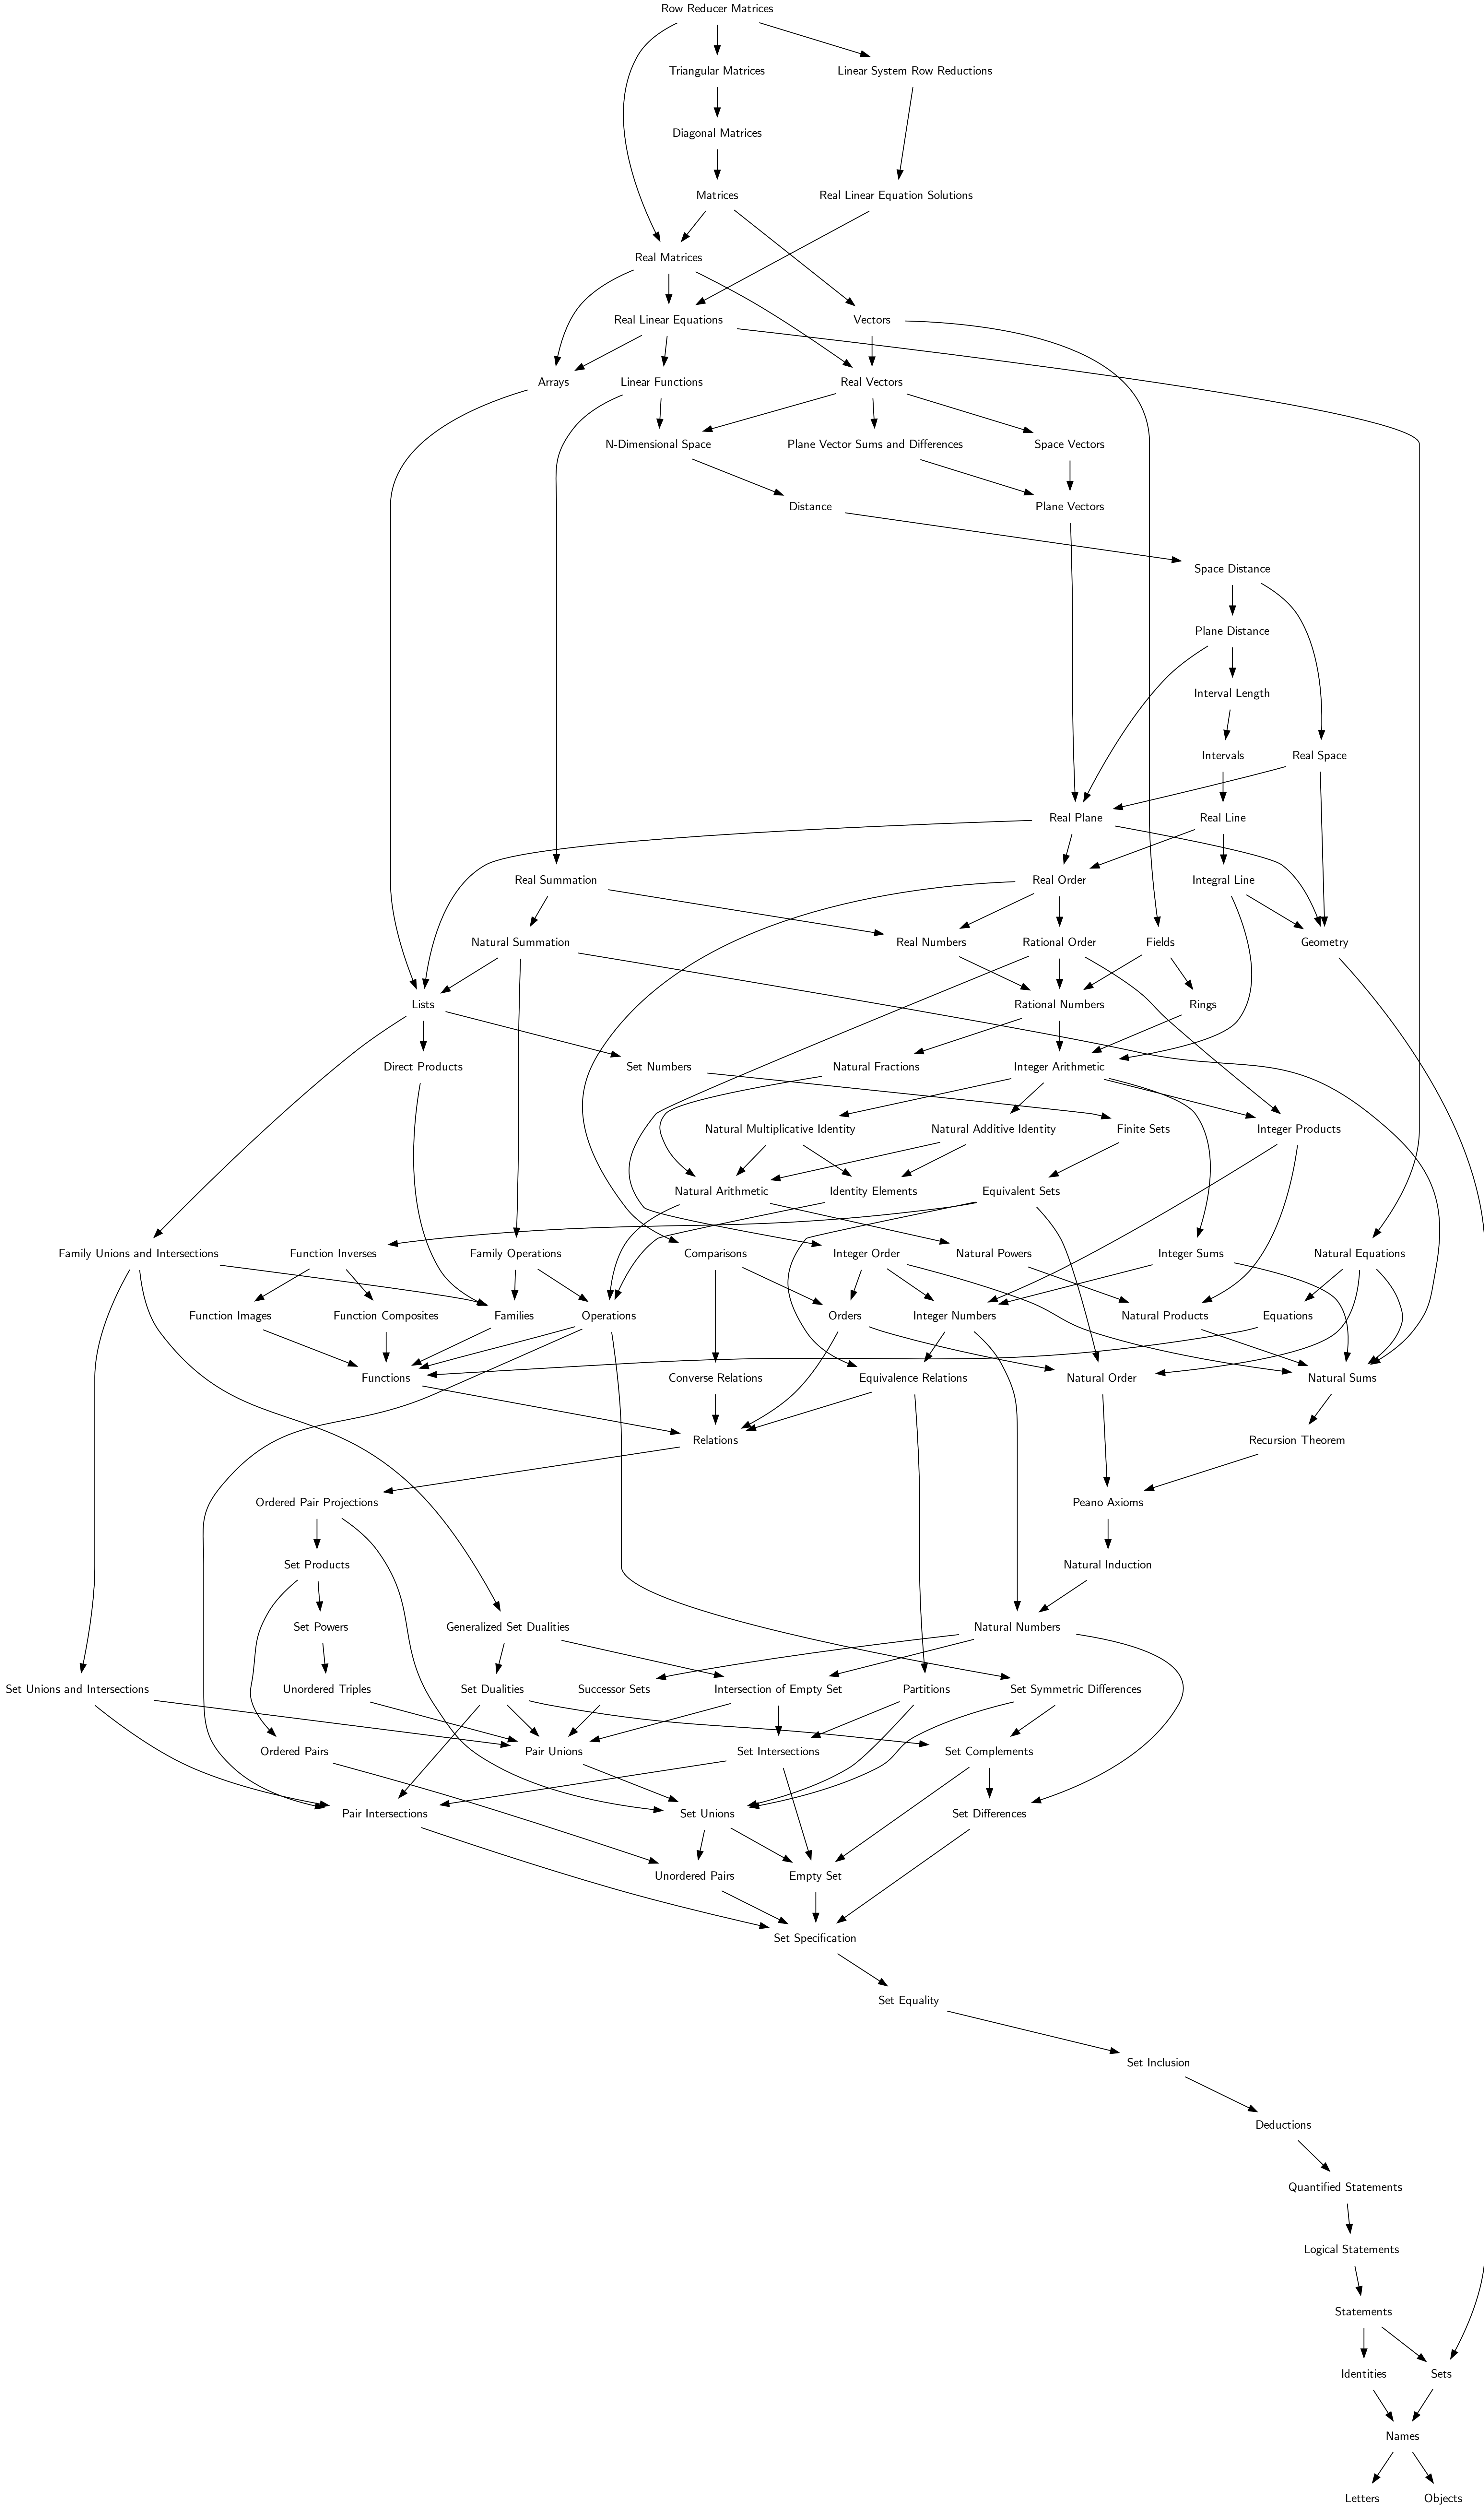 Row Reducer Matrices
Triangular Matrices
Linear System Row Reductions
Diagonal Matrices
Matrices
Real Linear Equation Solutions
Real Matrices
Real Linear Equations
Vectors
Arrays
Linear Functions
Real Vectors
N-Dimensional Space
Plane Vector Sums and Differences
Space Vectors
Distance
Plane Vectors
Space Distance
Plane Distance
Interval Length
Intervals
Real Space
Real Plane
Real Line
Real Summation
Real Order
Integral Line
Natural Summation
Real Numbers
Rational Order
Fields
Geometry
Lists
Rational Numbers
Rings
Direct Products
Set Numbers
Natural Fractions
Integer Arithmetic
Natural Multiplicative Identity
Natural Additive Identity
Finite Sets
Integer Products
Natural Arithmetic
Identity Elements
Equivalent Sets
Family Unions and Intersections
Function Inverses
Family Operations
Comparisons
Integer Order
Natural Powers
Integer Sums
Natural Equations
Function Images
Function Composites
Families
Operations
Orders
Integer Numbers
Natural Products
Equations
Functions
Converse Relations
Equivalence Relations
Natural Order
Natural Sums
Relations
Recursion Theorem
Ordered Pair Projections
Peano Axioms
Set Products
Natural Induction
Set Powers
Generalized Set Dualities
Natural Numbers
Set Unions and Intersections
Unordered Triples
Set Dualities
Successor Sets
Intersection of Empty Set
Partitions
Set Symmetric Differences
Ordered Pairs
Pair Unions
Set Intersections
Set Complements
Pair Intersections
Set Unions
Set Differences
Unordered Pairs
Empty Set
Set Specification
Set Equality
Set Inclusion
Deductions
Quantified Statements
Logical Statements
Statements
Identities
Sets
Names
Letters
Objects